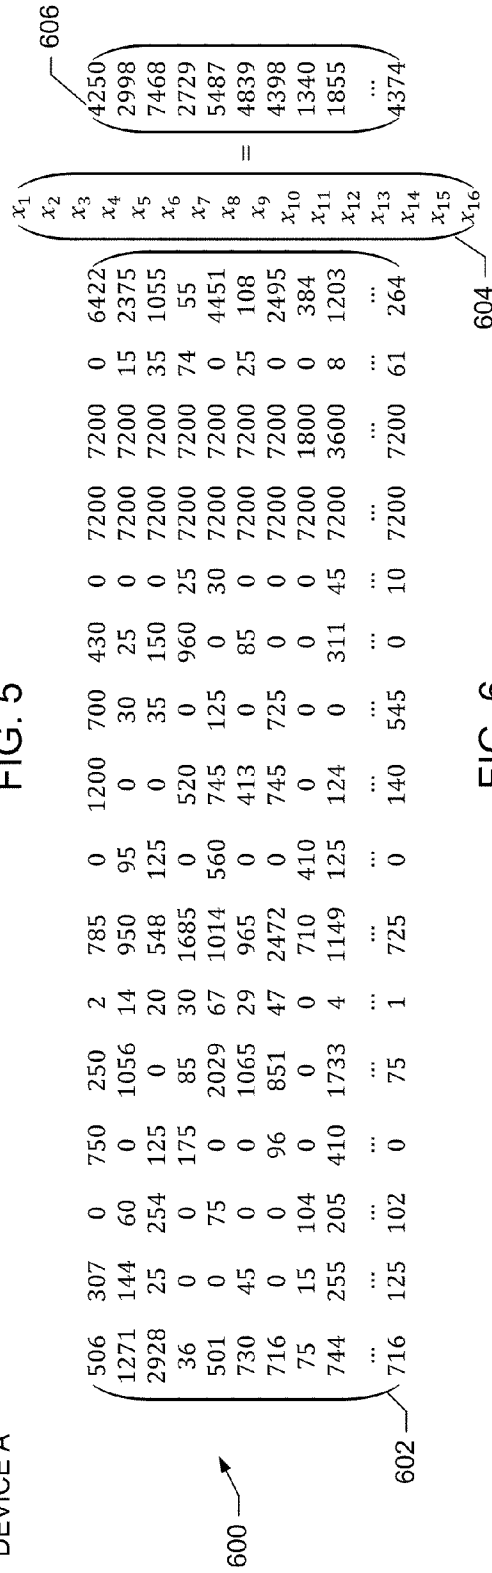 DEVICE A
FIG. 5
600
606
x1
x2
x3
x4
x5
x6
x7
x8
x9
x10
x11
x12
x13
x14
x15
x16
506 307 0 750 250 2 785 0 1200 700 430 0 7200 7200 0 6422 = 4250
1271 144 60 0 1056 14 950 95 0 30 25 0 7200 7200 15 2375 2998
2928 25 254 125 0 20 548 125 0 35 150 0 7200 7200 35 1055 7468
36 0 0 175 85 30 1685 0 520 0 960 25 7200 7200 74 55 2729
501 0 75 0 2029 67 1014 560 745 125 0 30 7200 7200 0 4451 5487
730 45 0 0 1065 29 965 0 413 0 85 0 7200 7200 25 108 4839
716 0 0 96 851 47 2472 0 745 725 0 0 7200 7200 0 2495 4398
75 15 104 0 0 0 710 410 0 0 0 0 7200 1800 0 384 1340
744 255 205 410 1733 4 1149 125 124 0 311 45 7200 3600 8 1203 1855
... ... ... ... ... ... ... ... ... ... ... ... ... ... ... ... ...
716 125 102 0 75 1 725 0 140 545 0 10 7200 7200 61 264 4374
602
604
FIG. 6